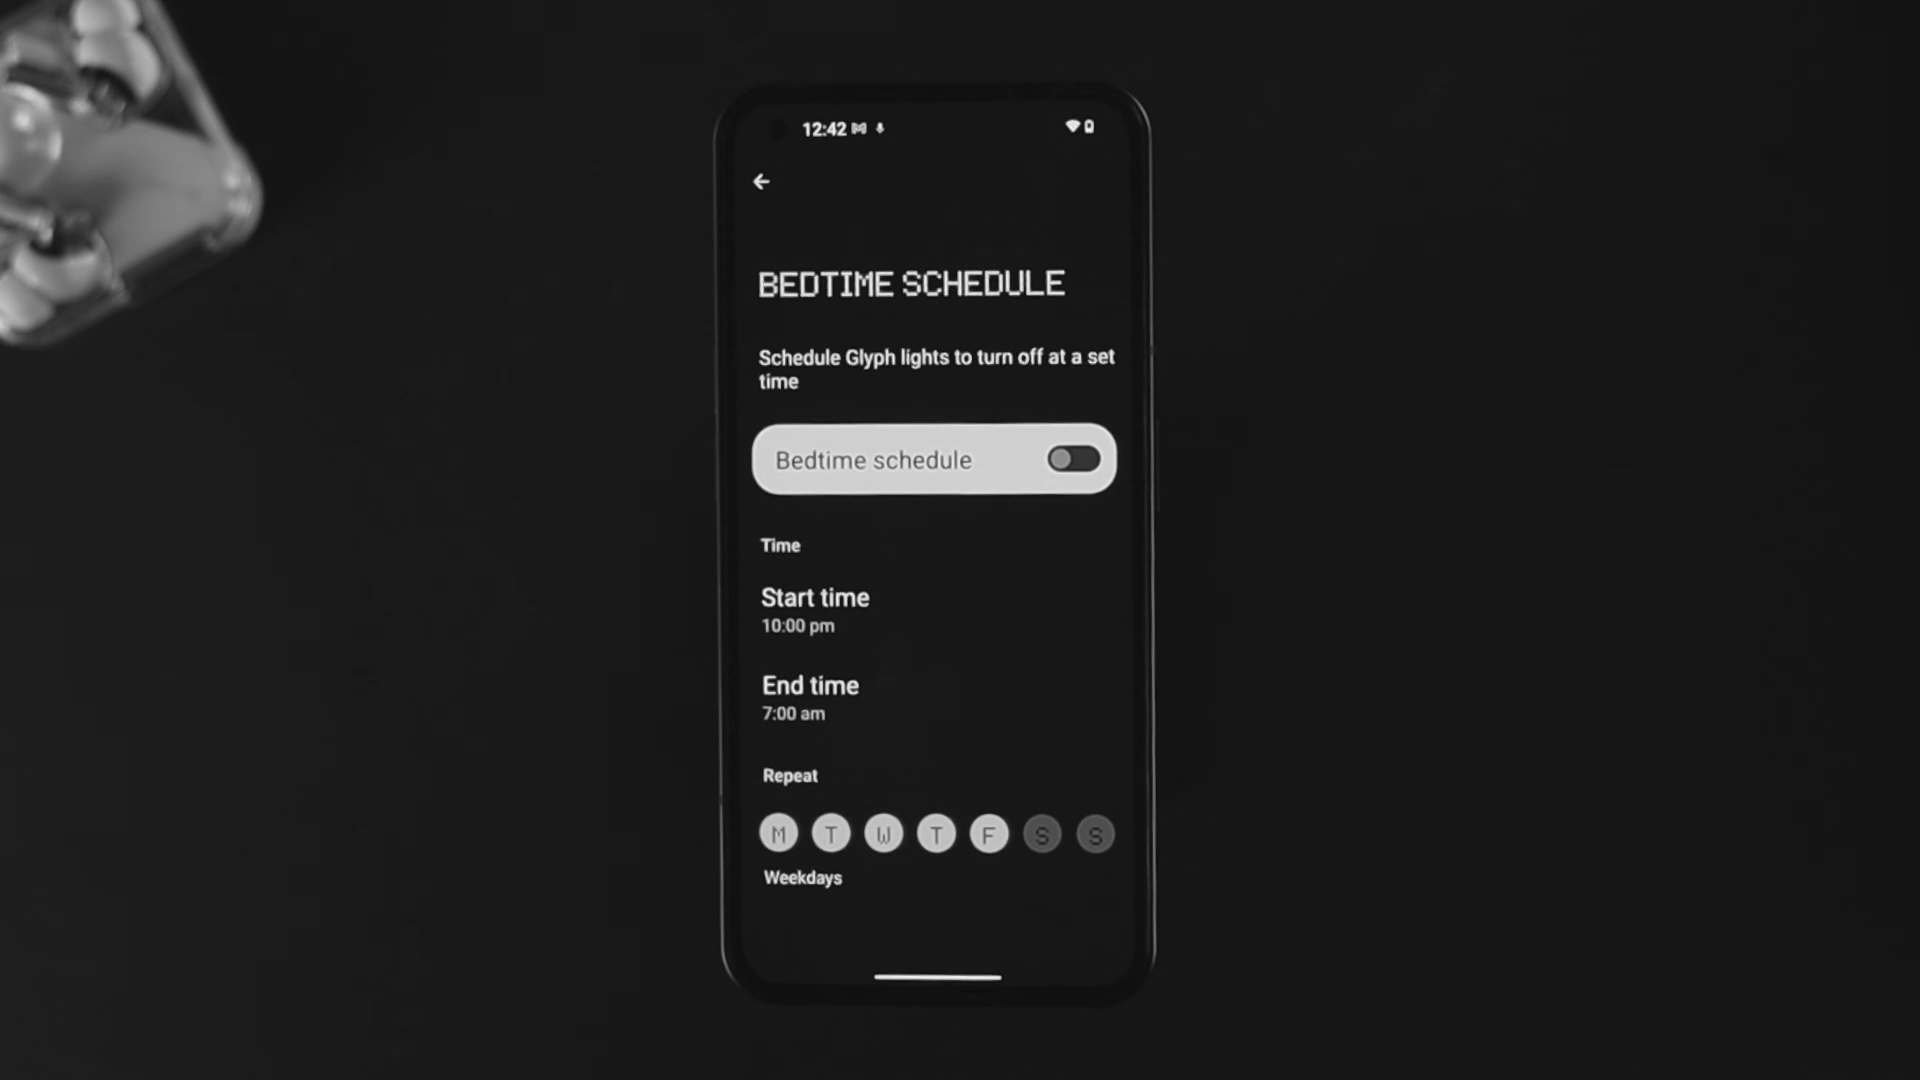 12:42
BEDTIME SCHEDULE
Schedule Glyph lights to turn off at a set
time
Bedtime schedule
Time
Start time
10:00 pm
End time
7:00 am
Repeat
M T W T F S S
Weekdays